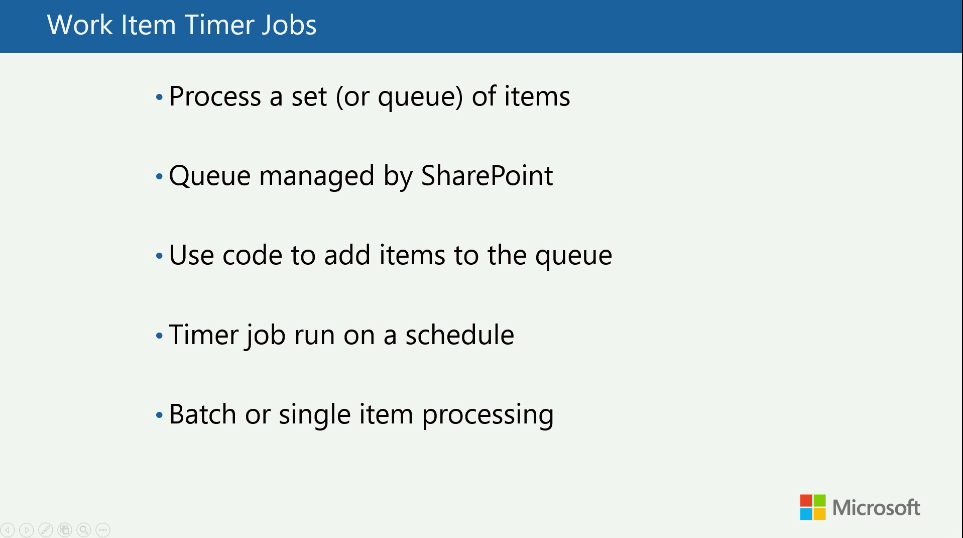 Work Item Timer Jobs
• Process a set (or queue) of items
• Queue managed by SharePoint
• Use code to add items to the queue
• Timer job run on a schedule
• Batch or single item processing
Microsoft